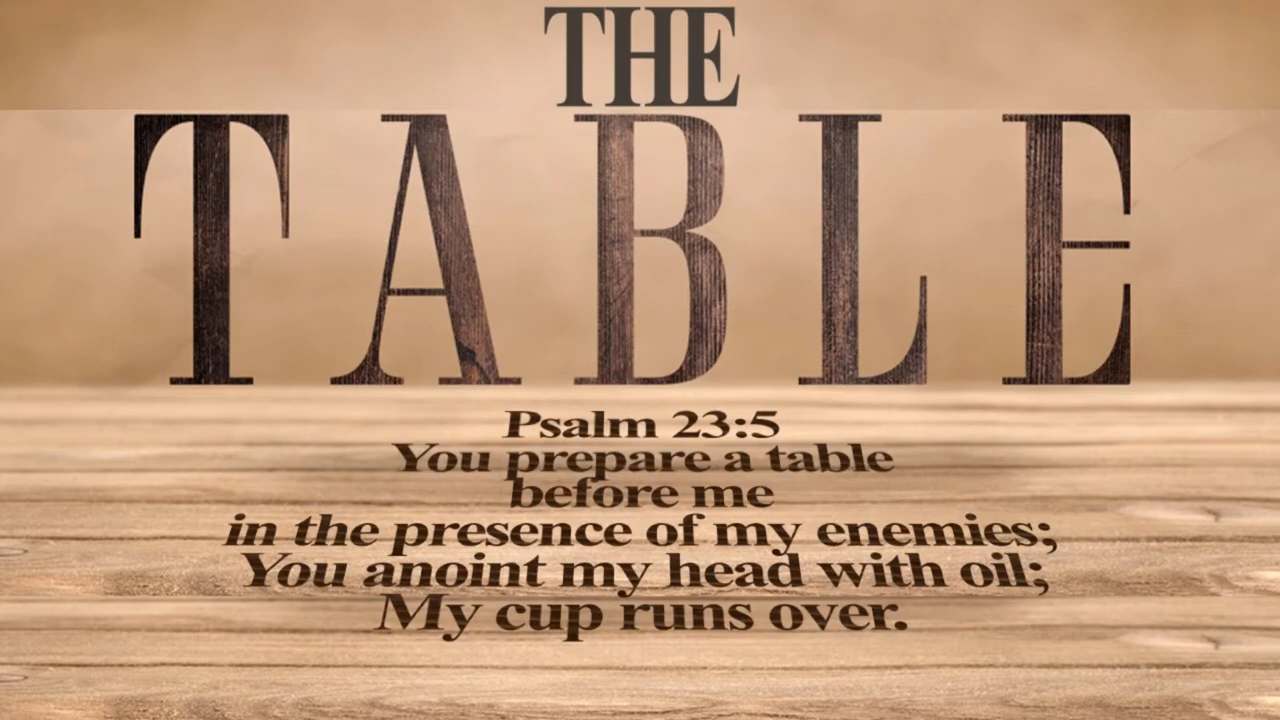 THE
TABLE
Psalm 23:5
You prepare a table
before me
in the presence of my enemies;
You anoint my head with oil;
My cup runs over.